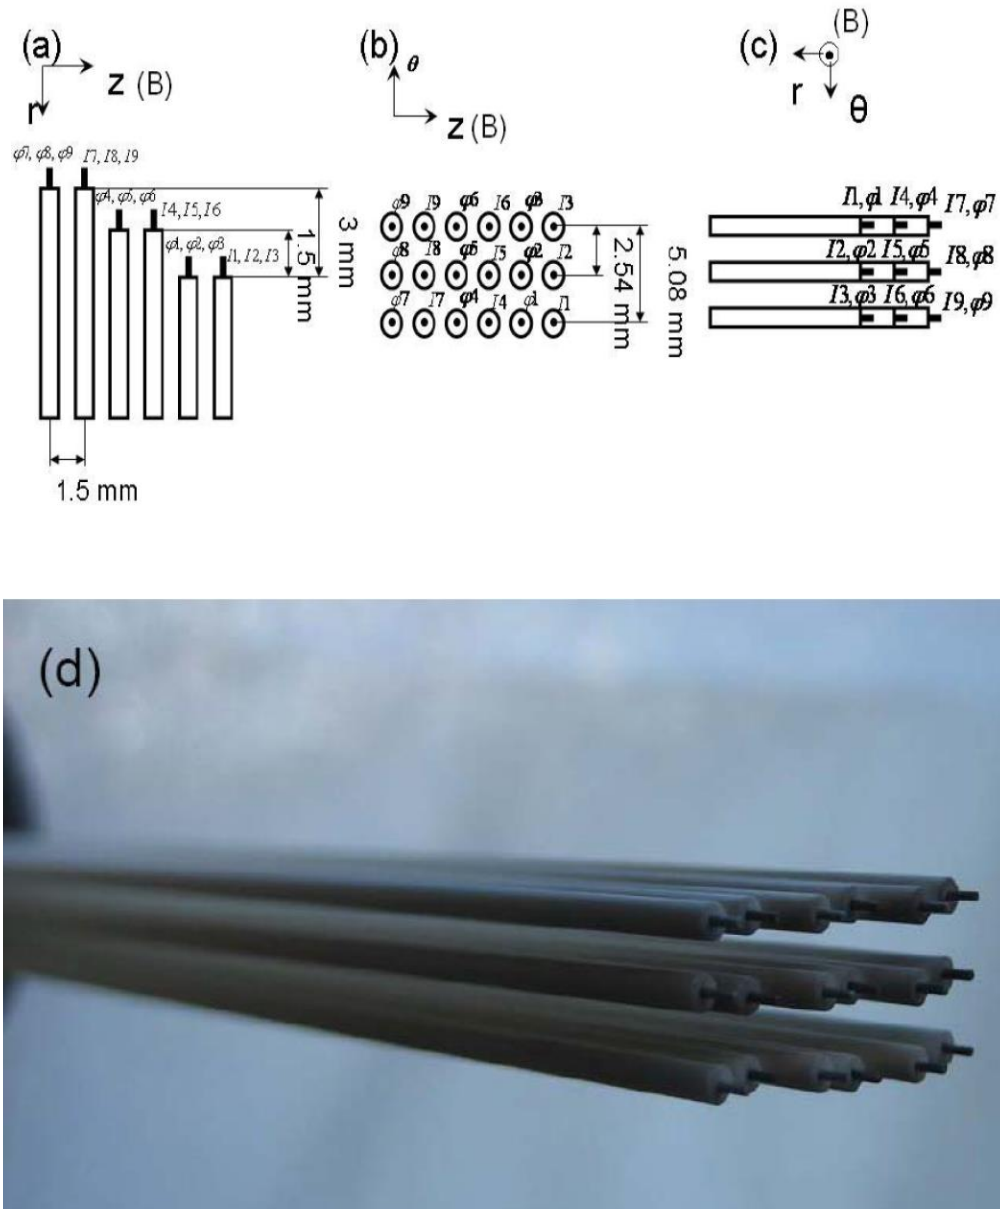 (a)
z (B)
r
φ7, φ8, φ9
I7, I8, I9
φ4, φ5, φ6
I4, I5, I6
φ1, φ2, φ3
I1, I2, I3
1.5 mm
3 mm
1.5 mm
(b)
θ
z (B)
φ9 I9 φ6 I6 φ3 I3
φ8 I8 φ5 I5 φ2 I2
φ7 I7 φ4 I4 φ1 I1
2.54 mm
5.08 mm
(c)
(B)
r
θ
I1, φ1 I4, φ4 I7, φ7
I2, φ2 I5, φ5 I8, φ8
I3, φ3 I6, φ6 I9, φ9
(d)